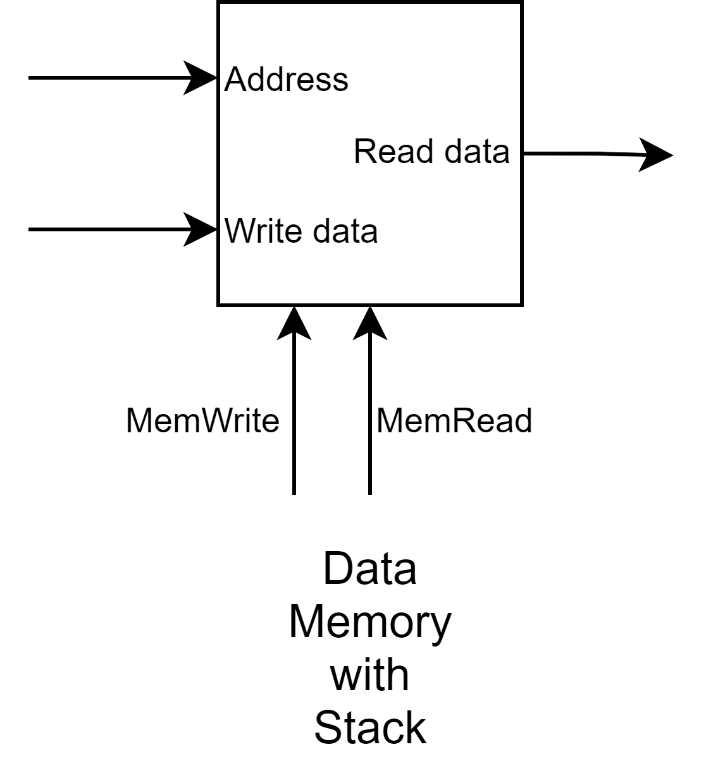 Address
Read data
Write data
MemWrite
MemRead
Data
Memory
with
Stack